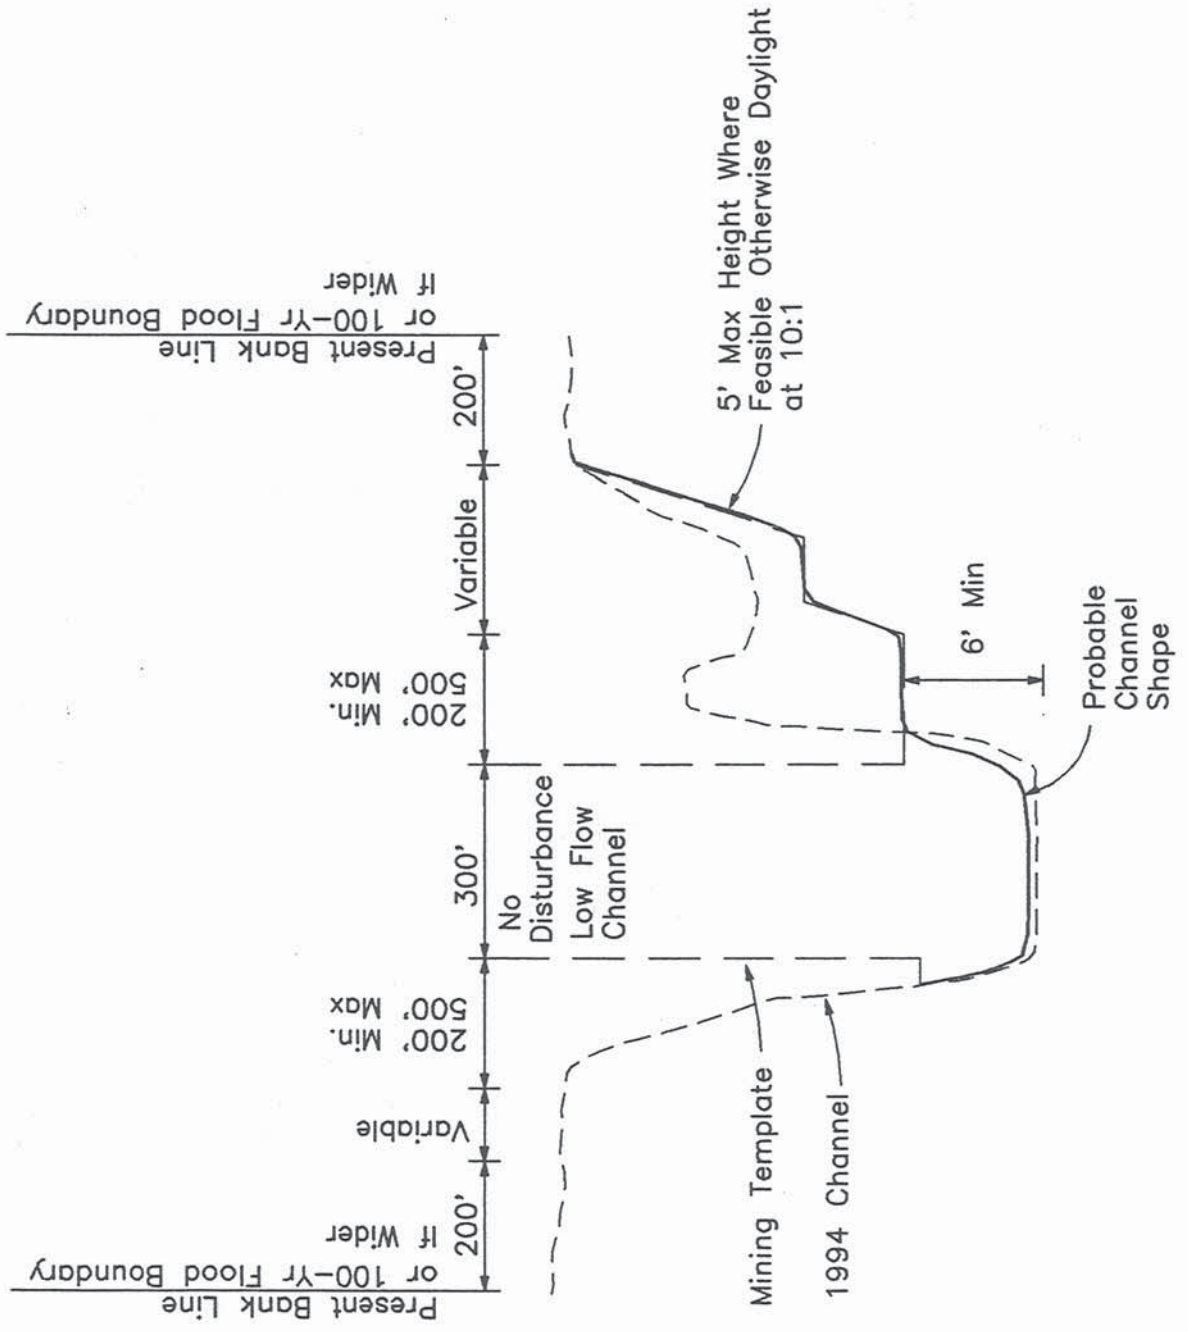 Present Bank Line
or 100-Yr Flood Boundary
If Wider
200'
Variable
200' Min.
500' Max
300'
200' Min.
500' Max
Variable
200'
Present Bank Line
or 100-Yr Flood Boundary
If Wider
No
Disturbance
Low Flow
Channel
Mining Template
1994 Channel
5' Max Height Where
Feasible Otherwise Daylight
at 10:1
6' Min
Probable
Channel
Shape